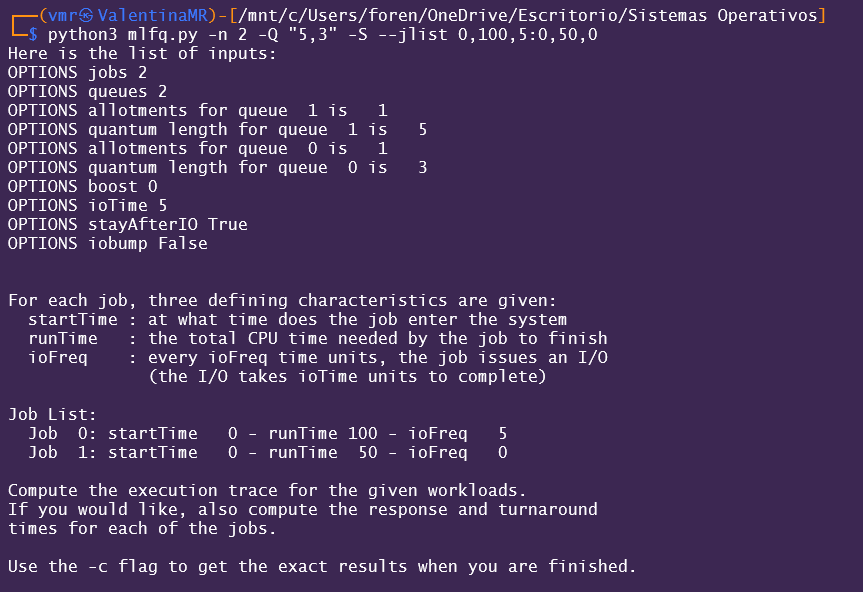 ┌──(vmr㉿ValentinaMR)-[/mnt/c/Users/foren/OneDrive/Escritorio/Sistemas Operativos]
└─$ python3 mlfq.py -n 2 -Q "5,3" -S --jlist 0,100,5:0,50,0
Here is the list of inputs:
OPTIONS jobs 2
OPTIONS queues 2
OPTIONS allotments for queue  1 is   1
OPTIONS quantum length for queue  1 is   5
OPTIONS allotments for queue  0 is   1
OPTIONS quantum length for queue  0 is   3
OPTIONS boost 0
OPTIONS ioTime 5
OPTIONS stayAfterIO True
OPTIONS iobump False
For each job, three defining characteristics are given:
  startTime : at what time does the job enter the system
  runTime   : the total CPU time needed by the job to finish
  ioFreq    : every ioFreq time units, the job issues an I/O
              (the I/O takes ioTime units to complete)
Job List:
  Job  0: startTime   0 - runTime 100 - ioFreq   5
  Job  1: startTime   0 - runTime  50 - ioFreq   0
Compute the execution trace for the given workloads.
If you would like, also compute the response and turnaround
times for each of the jobs.
Use the -c flag to get the exact results when you are finished.